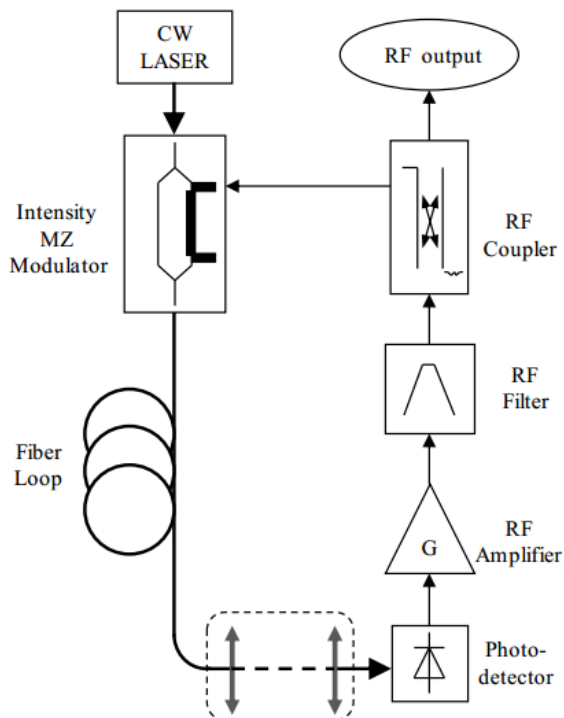 CW
LASER
RF output
Intensity
MZ
Modulator
RF
Coupler
RF
Filter
Fiber
Loop
G
RF
Amplifier
Photo-
detector